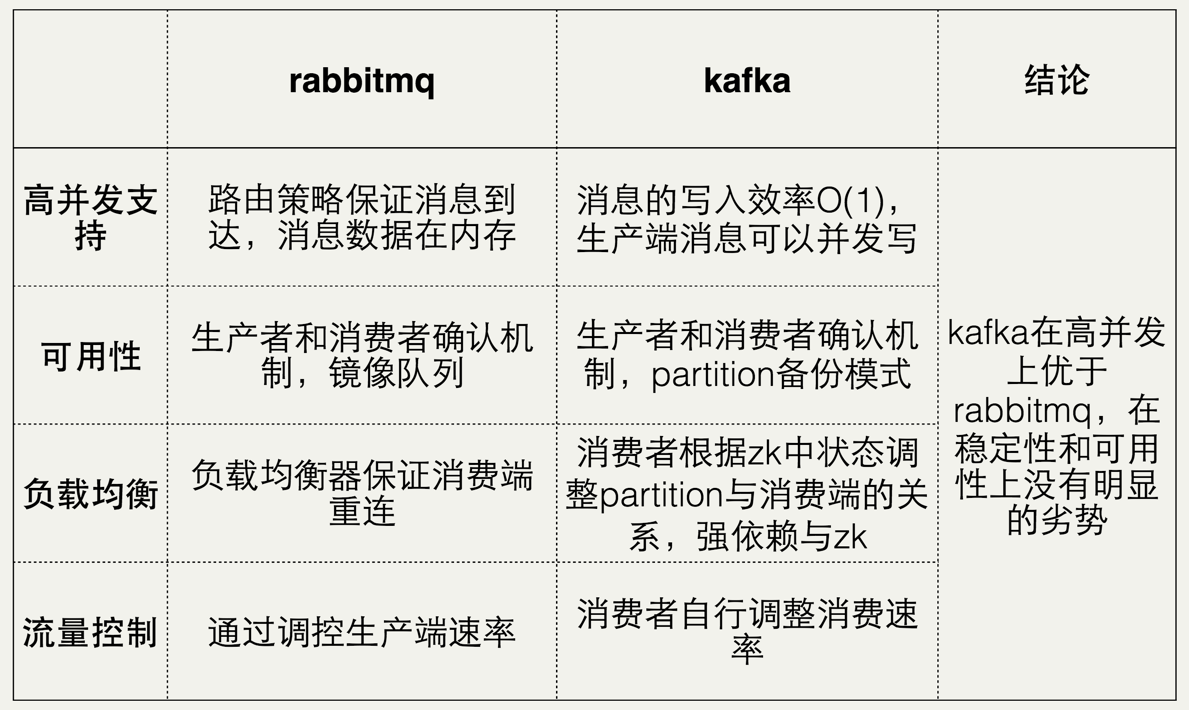 rabbitmq
kafka
结论
高并发支
持
路由策略保证消息到
达，消息数据在内存
消息的写入效率O(1)，
生产端消息可以并发写
可用性
生产者和消费者确认机
制，镜像队列
生产者和消费者确认机
制，partition备份模式
负载均衡
负载均衡器保证消费端
重连
消费者根据zk中状态调
整partition与消费端的关
系，强依赖与zk
流量控制
通过调控生产端速率
消费者自行调整消费速
率
kafka在高并发
上优于
rabbitmq，在
稳定性和可用
性上没有明显
的劣势